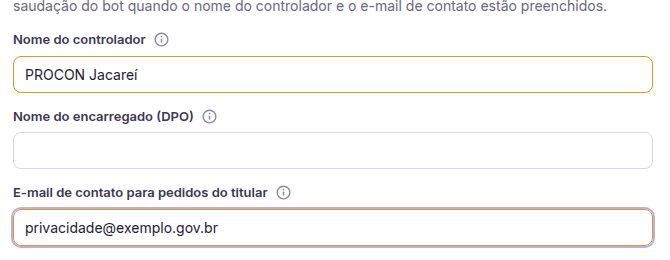 saudação do bot quando o nome do controlador e o e-mail de contato estão preenchidos.
Nome do controlador
PROCON Jacareí
Nome do encarregado (DPO)
E-mail de contato para pedidos do titular
privacidade@exemplo.gov.br